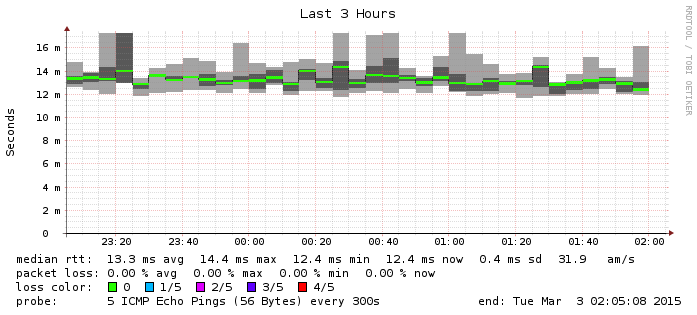 Last 3 Hours
RRDTOOL / TOBI OETIKER
Seconds
16 m
14 m
12 m
10 m
8 m
6 m
4 m
2 m
0
23:20 23:40 00:00 00:20 00:40 01:00 01:20 01:40 02:00
median rtt: 13.3 ms avg 14.4 ms max 12.4 ms min 12.4 ms now 0.4 ms sd 31.9 am/s
packet loss: 0.00 % avg 0.00 % max 0.00 % min 0.00 % now
loss color: 0 1/5 2/5 3/5 4/5
probe: 5 ICMP Echo Pings (56 Bytes) every 300s end: Tue Mar 3 02:05:08 2015